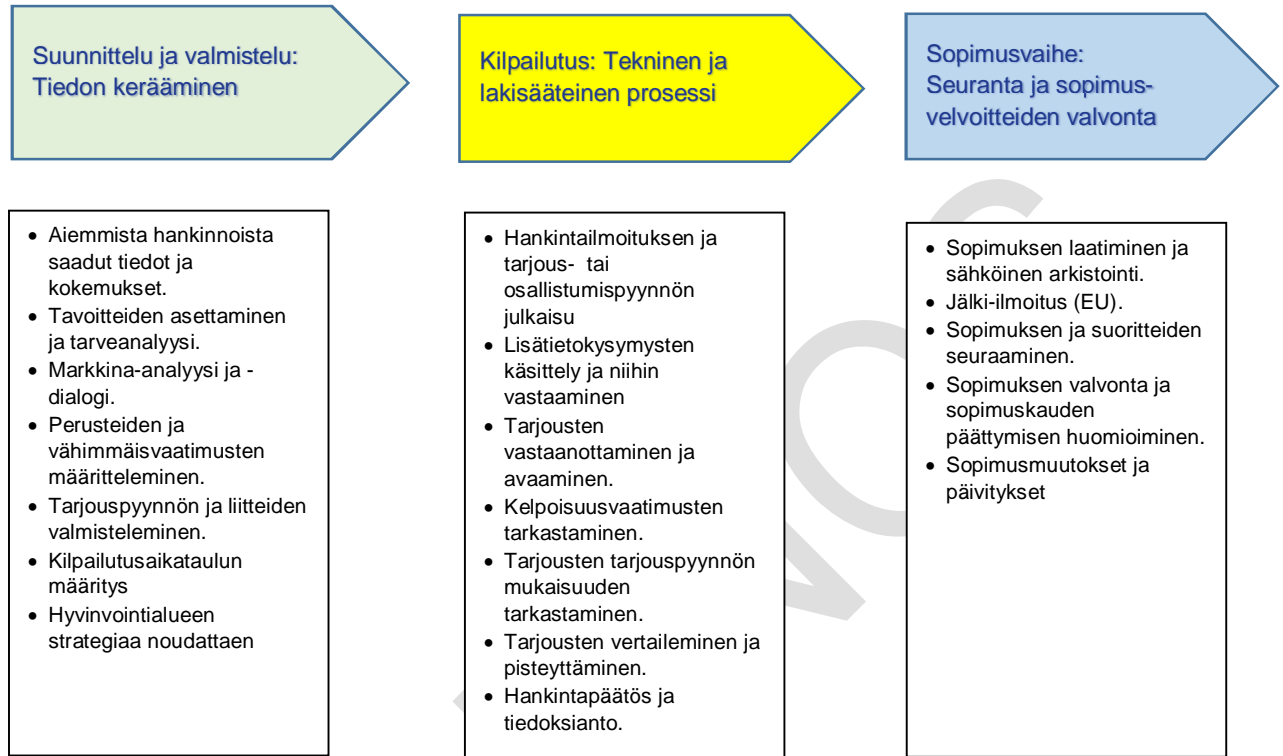 Suunnittelu ja valmistelu:
Tiedon kerääminen
Kilpailutus: Tekninen ja
lakisääteinen prosessi
Sopimusvaihe:
Seuranta ja sopimus-
velvoitteiden valvonta
• Aiemmista hankinnoista
saadut tiedot ja
kokemukset.
• Tavoitteiden asettaminen
ja tarveanalyysi.
• Markkina-analyysi ja -
dialogi.
• Perusteiden ja
vähimmäisvaatimusten
määritteleminen.
• Tarjouspyynnön ja liitteiden
valmisteleminen.
• Kilpailutusaikataulun
määritys
• Hyvinvointialueen
strategiaa noudattaen
• Hankintailmoituksen ja
tarjous- tai
osallistumispyynnön
julkaisu
• Lisätietokysymysten
käsittely ja niihin
vastaaminen
• Tarjousten
vastaanottaminen ja
avaaminen.
• Kelpoisuusvaatimusten
tarkastaminen.
• Tarjousten tarjouspyynnön
mukaisuuden
tarkastaminen.
• Tarjousten vertaileminen ja
pisteyttäminen.
• Hankintapäätös ja
tiedoksianto.
• Sopimuksen laatiminen ja
sähköinen arkistointi.
• Jälki-ilmoitus (EU).
• Sopimuksen ja suoritteiden
seuraaminen.
• Sopimuksen valvonta ja
sopimuskauden
päättymisen huomioiminen.
• Sopimusmuutokset ja
päivitykset